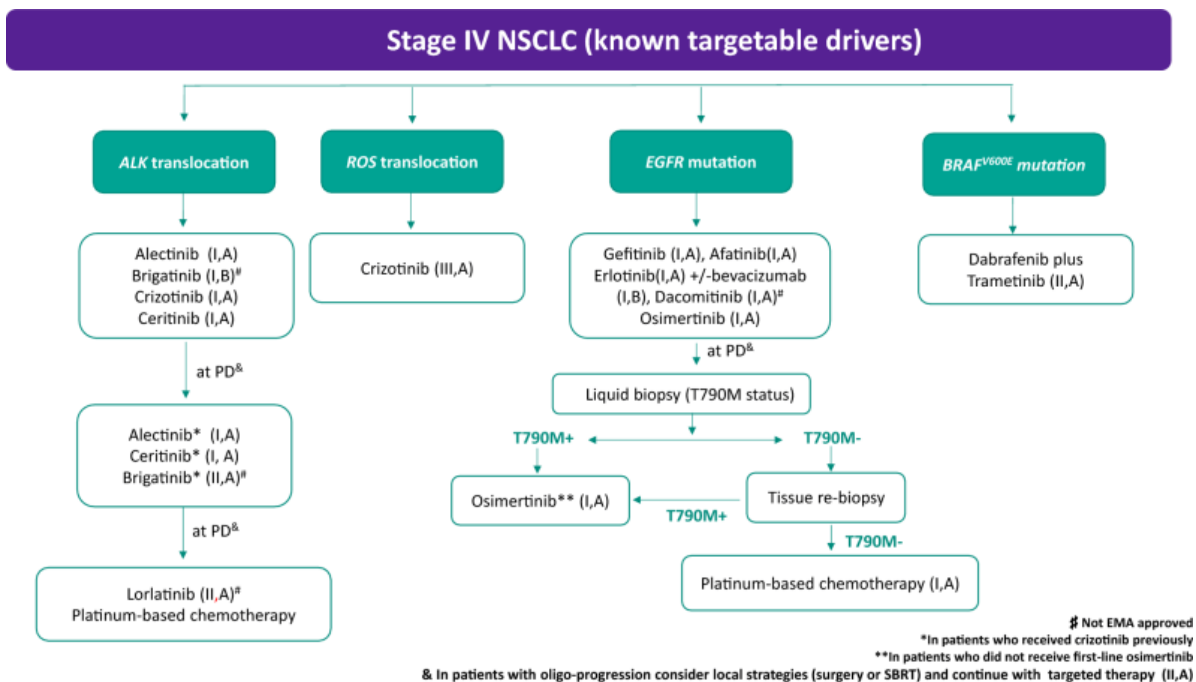 Stage IV NSCLC (known targetable drivers)
ALK translocation
ROS translocation
EGFR mutation
BRAF^V600E mutation
Alectinib (I,A)
Brigatinib (I,B)#
Crizotinib (I,A)
Ceritinib (I,A)
at PD&
Alectinib* (I,A)
Ceritinib* (I, A)
Brigatinib* (II,A)#
at PD&
Lorlatinib (II,A)#
Platinum-based chemotherapy
Crizotinib (III,A)
Gefitinib (I,A), Afatinib(I,A)
Erlotinib(I,A) +/-bevacizumab
(I,B), Dacomitinib (I,A)#
Osimertinib (I,A)
at PD&
Liquid biopsy (T790M status)
T790M+
T790M-
Osimertinib** (I,A)
T790M+
Tissue re-biopsy
T790M-
Platinum-based chemotherapy (I,A)
Dabrafenib plus
Trametinib (II,A)
# Not EMA approved
*In patients who received crizotinib previously
**In patients who did not receive first-line osimertinib
& In patients with oligo-progression consider local strategies (surgery or SBRT) and continue with targeted therapy (II,A)